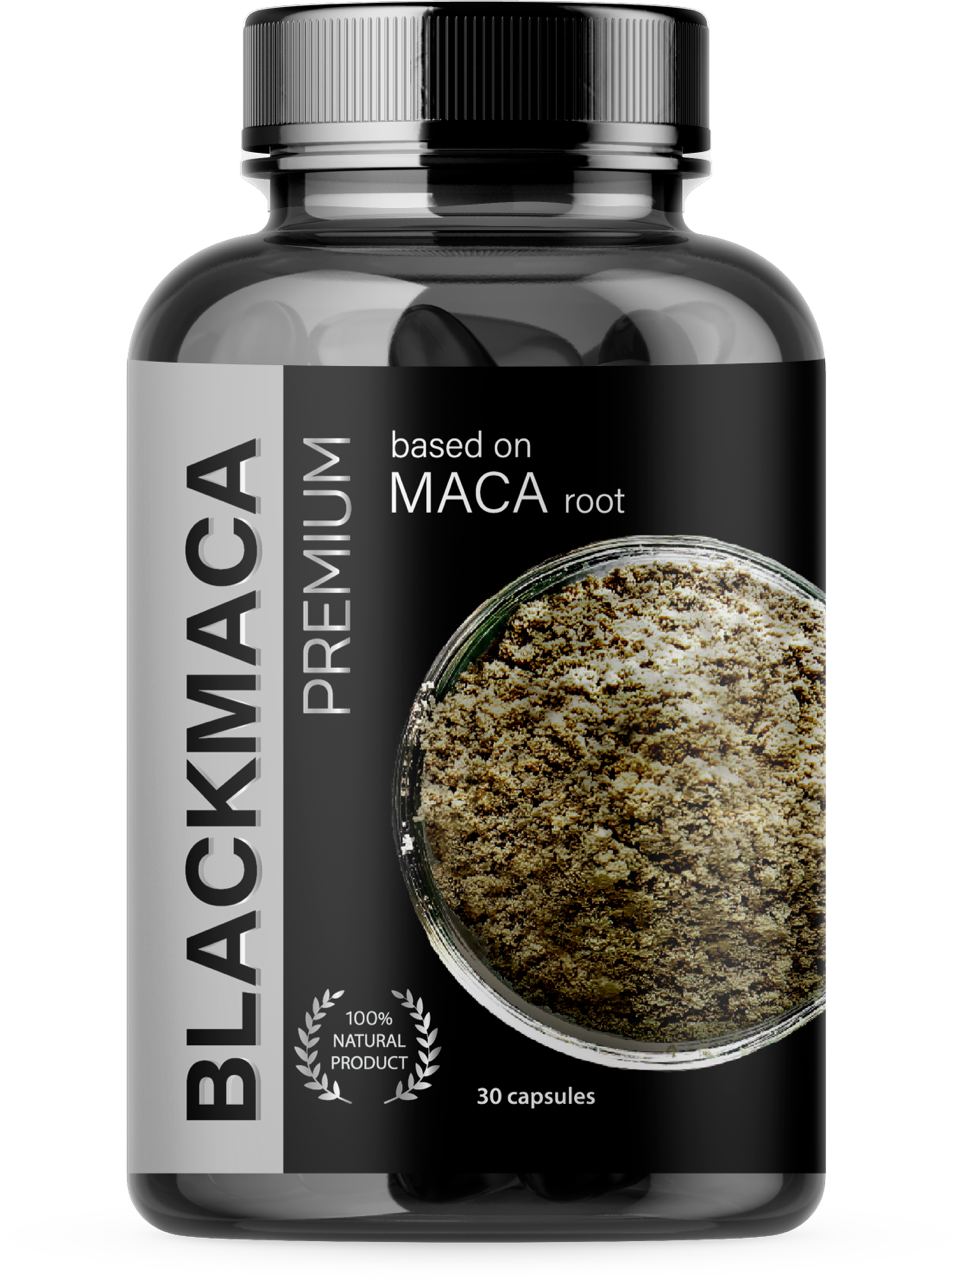 BLACKMACA
PREMIUM
based on
MACA root
100%
NATURAL
PRODUCT
30 capsules